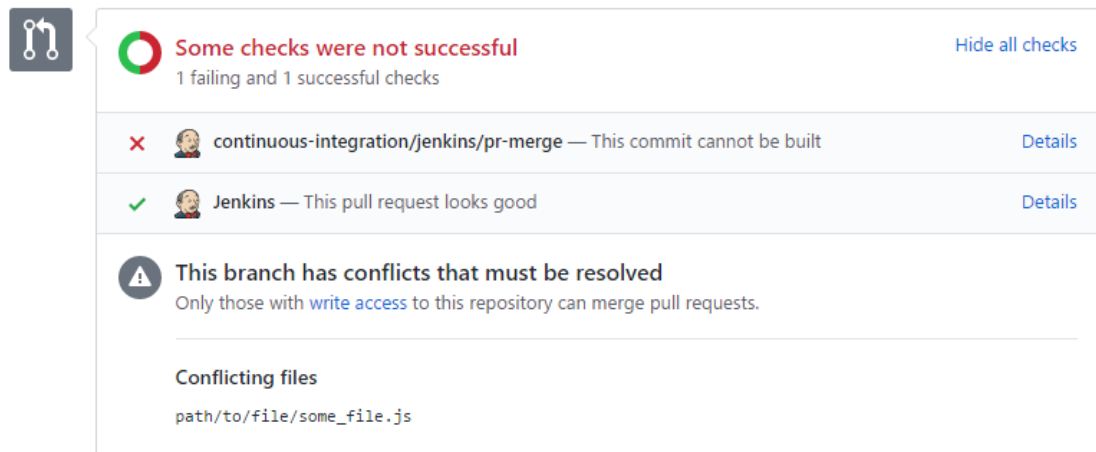 Some checks were not successful
Hide all checks
1 failing and 1 successful checks
continuous-integration/jenkins/pr-merge — This commit cannot be built
Details
Jenkins — This pull request looks good
Details
This branch has conflicts that must be resolved
Only those with write access to this repository can merge pull requests.
Conflicting files
path/to/file/some_file.js